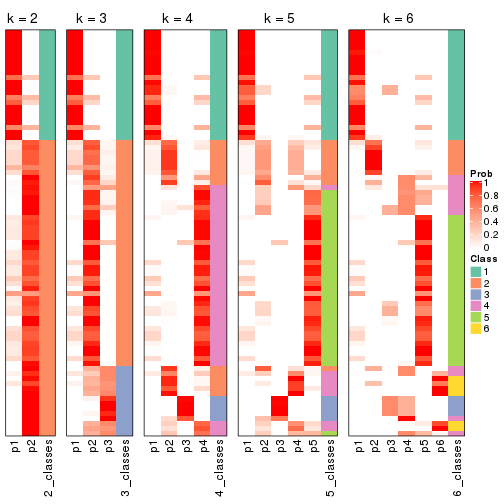 k = 2
k = 3
k = 4
k = 5
k = 6
p1
p2
2_classes
p1
p2
p3
3_classes
p1
p2
p3
p4
4_classes
p1
p2
p3
p4
p5
5_classes
p1
p2
p3
p4
p5
p6
6_classes
Prob
1
0.8
0.6
0.4
0.2
0
Class
1
2
3
4
5
6